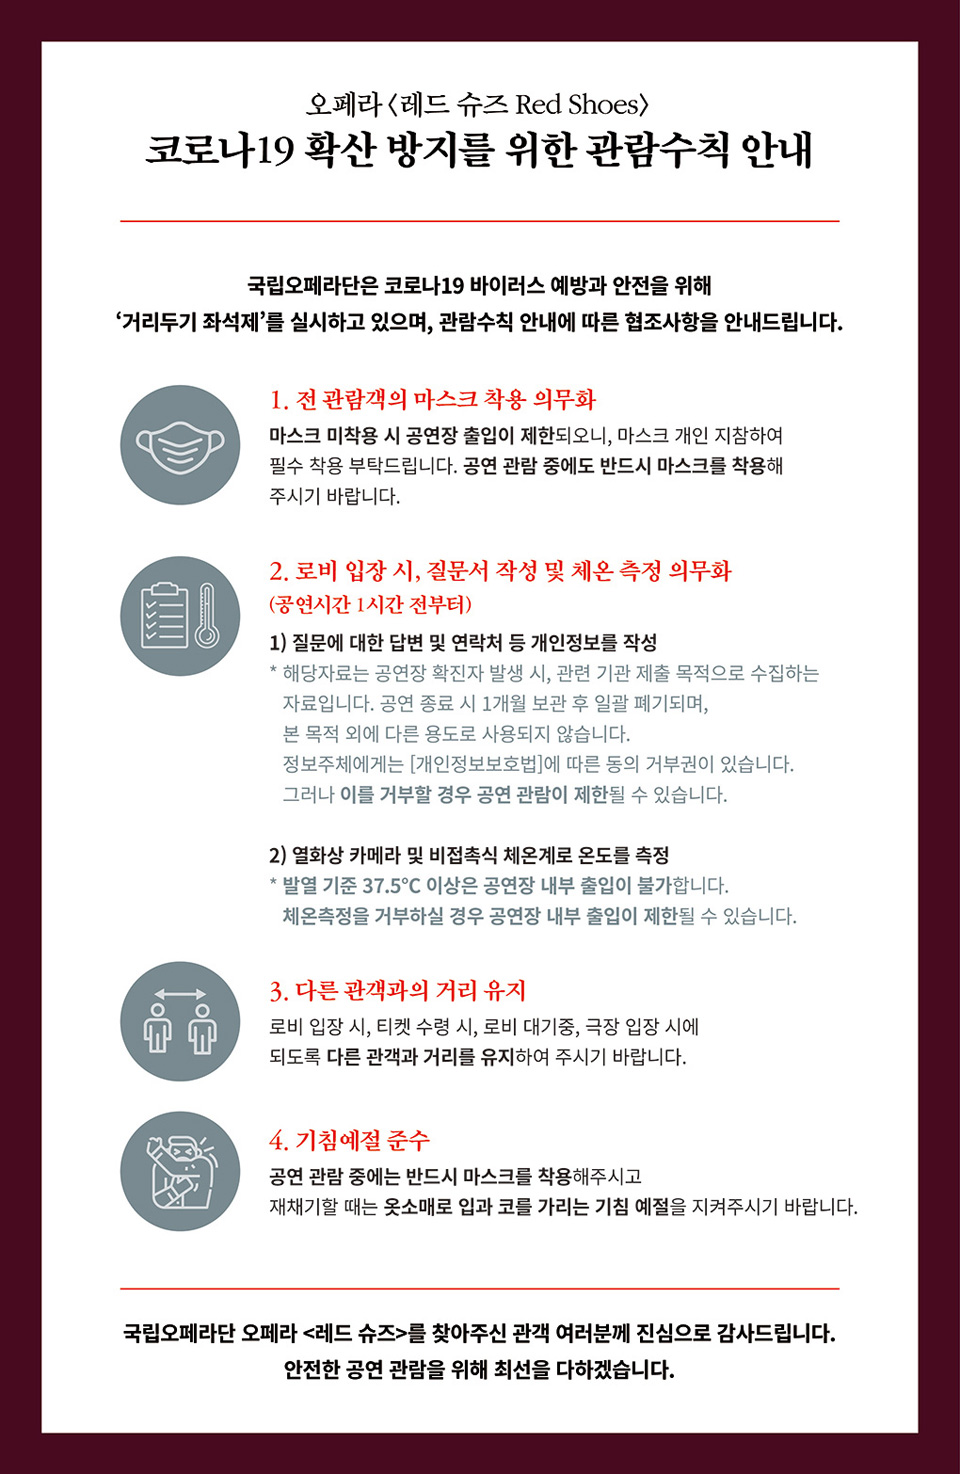 오페라 〈레드 슈즈 Red Shoes〉
코로나19 확산 방지를 위한 관람수칙 안내
국립오페라단은 코로나19 바이러스 예방과 안전을 위해
‘거리두기 좌석제’를 실시하고 있으며, 관람수칙 안내에 따른 협조사항을 안내드립니다.
1. 전 관람객의 마스크 착용 의무화
마스크 미착용 시 공연장 출입이 제한되오니, 마스크 개인 지참하여
필수 착용 부탁드립니다. 공연 관람 중에도 반드시 마스크를 착용해
주시기 바랍니다.
2. 로비 입장 시, 질문서 작성 및 체온 측정 의무화
(공연시간 1시간 전부터)
1) 질문에 대한 답변 및 연락처 등 개인정보를 작성
* 해당자료는 공연장 확진자 발생 시, 관련 기관 제출 목적으로 수집하는
자료입니다. 공연 종료 시 1개월 보관 후 일괄 폐기되며,
본 목적 외에 다른 용도로 사용되지 않습니다.
정보주체에게는 [개인정보보호법]에 따른 동의 거부권이 있습니다.
그러나 이를 거부할 경우 공연 관람이 제한될 수 있습니다.
2) 열화상 카메라 및 비접촉식 체온계로 온도를 측정
* 발열 기준 37.5℃ 이상은 공연장 내부 출입이 불가합니다.
체온측정을 거부하실 경우 공연장 내부 출입이 제한될 수 있습니다.
3. 다른 관객과의 거리 유지
로비 입장 시, 티켓 수령 시, 로비 대기중, 극장 입장 시에
되도록 다른 관객과 거리를 유지하여 주시기 바랍니다.
4. 기침예절 준수
공연 관람 중에는 반드시 마스크를 착용해주시고
재채기할 때는 옷소매로 입과 코를 가리는 기침 예절을 지켜주시기 바랍니다.
국립오페라단 오페라 <레드 슈즈>를 찾아주신 관객 여러분께 진심으로 감사드립니다.
안전한 공연 관람을 위해 최선을 다하겠습니다.